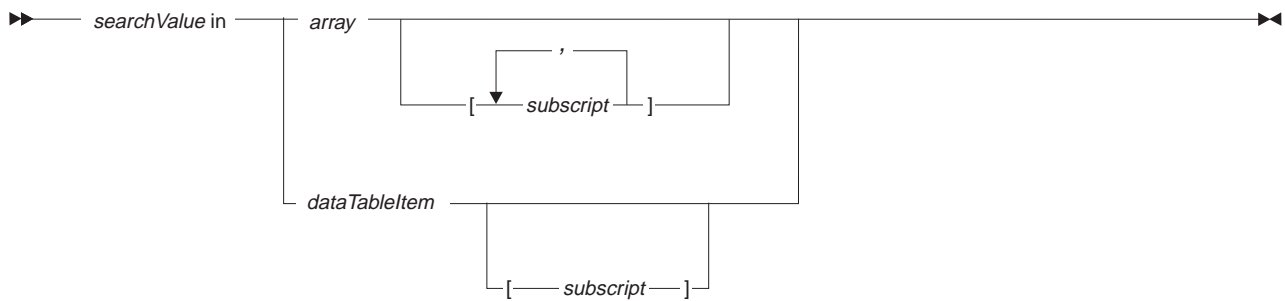 searchValue in array
,
[ subscript ]
dataTableItem
[ subscript ]